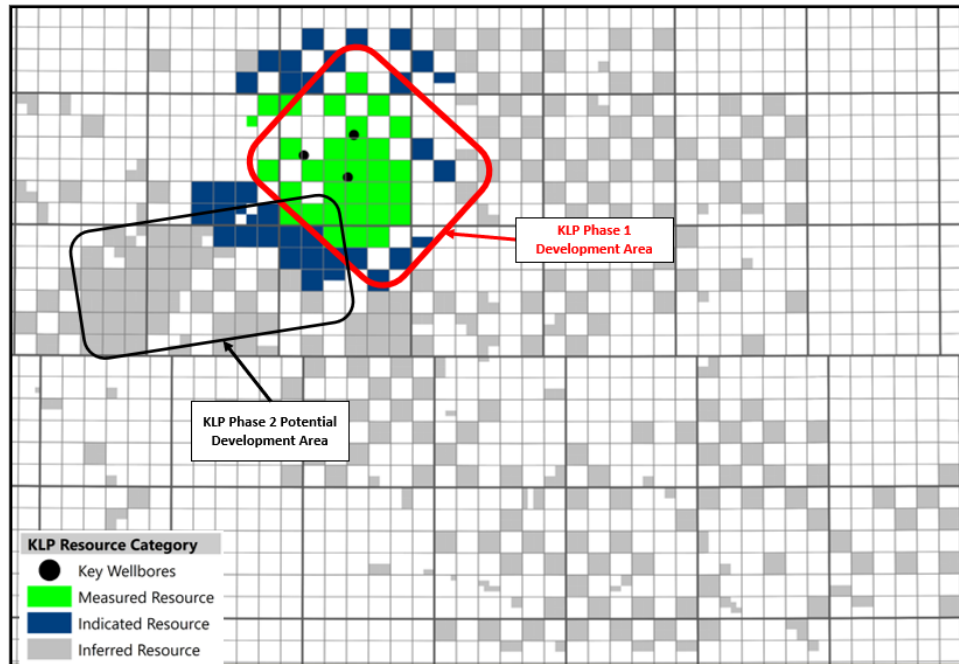 KLP Phase 1
Development Area
KLP Phase 2 Potential
Development Area
KLP Resource Category
Key Wellbores
Measured Resource
Indicated Resource
Inferred Resource